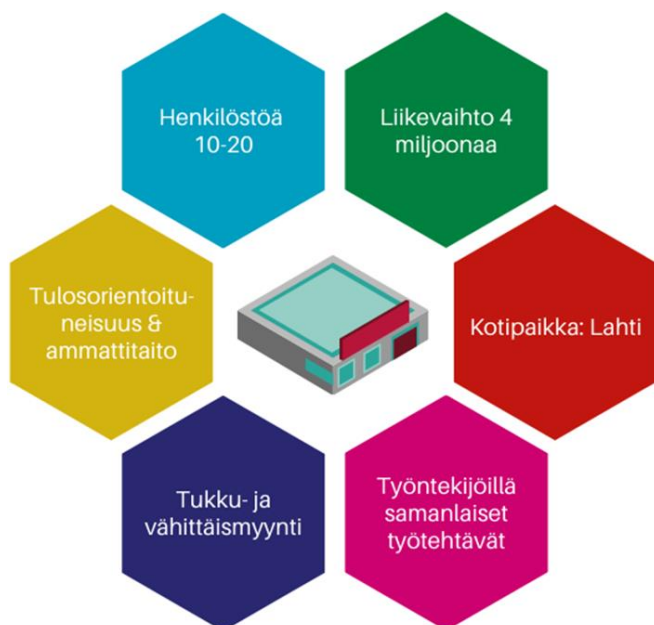 Henkilöstöä
10-20
Liikevaihto 4
miljoonaa
Tulosorientoitu-
neisuus &
ammattitaito
Kotipaikka: Lahti
Tukku- ja
vähittäismyynti
Työntekijöillä
samanlaiset
työtehtävät